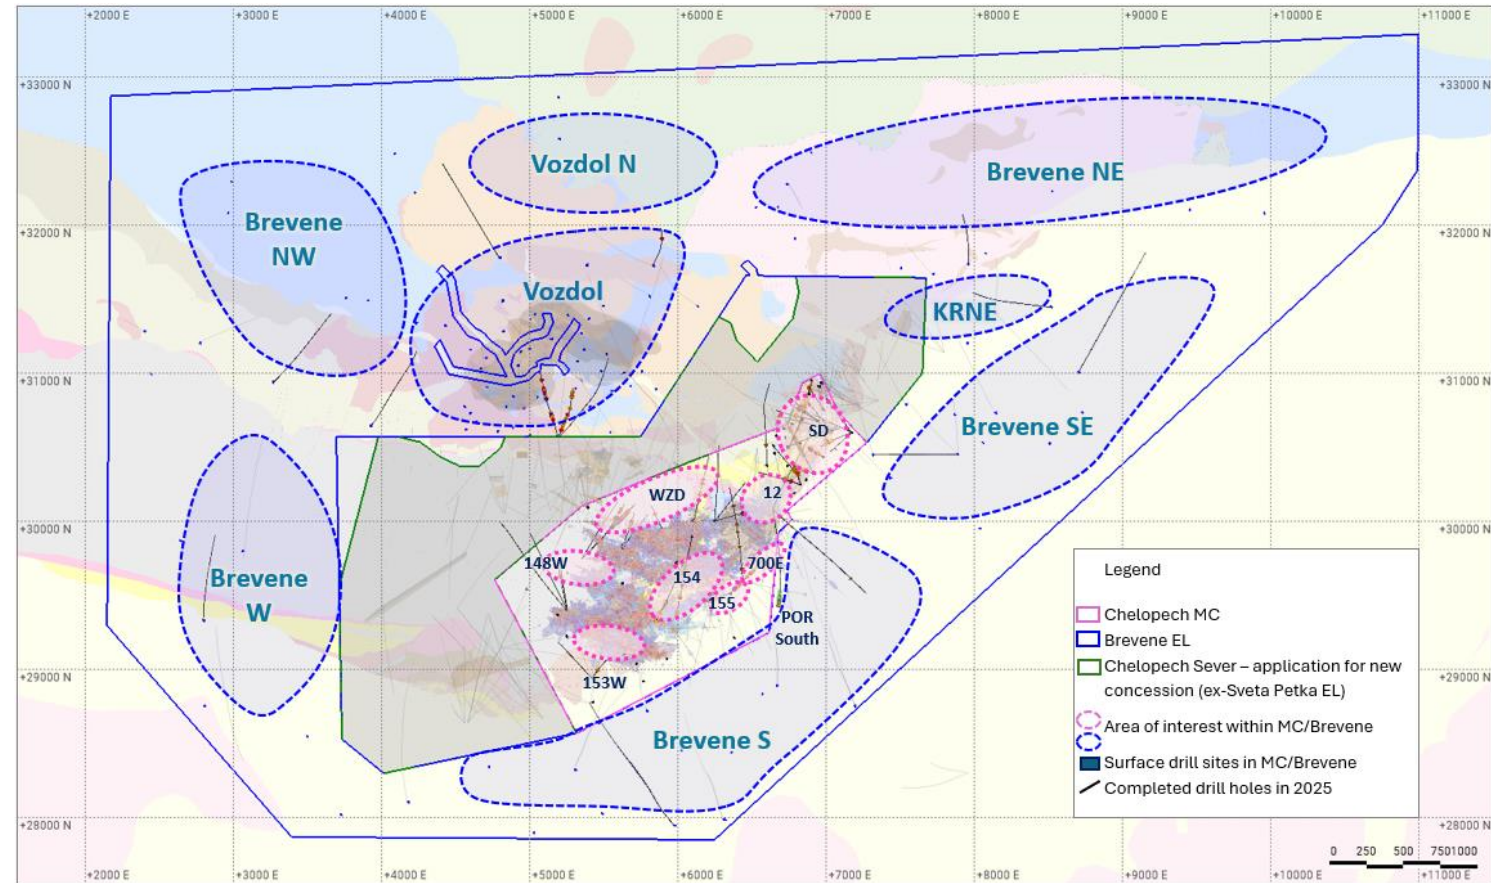 +2000 E +3000 E +4000 E +5000 E +6000 E +7000 E +8000 E +9000 E +10000 E +11000 E
+33000 N +33000 N
Vozdol N
Brevene NE
Brevene
NW
+32000 N +32000 N
Vozdol
KRNE
+31000 N +31000 N
Brevene SE
SD
WZD
12
+30000 N +30000 N
148W
700E
154
155
Brevene
W
POR
South
+29000 N +29000 N
153W
Brevene S
+28000 N +28000 N
Legend
Chelopech MC
Brevene EL
Chelopech Sever – application for new
concession (ex-Sveta Petka EL)
Area of interest within MC/Brevene
Surface drill sites in MC/Brevene
Completed drill holes in 2025
0 250 500 7501000
+2000 E +3000 E +4000 E +5000 E +6000 E +7000 E +8000 E +9000 E +10000 E +11000 E